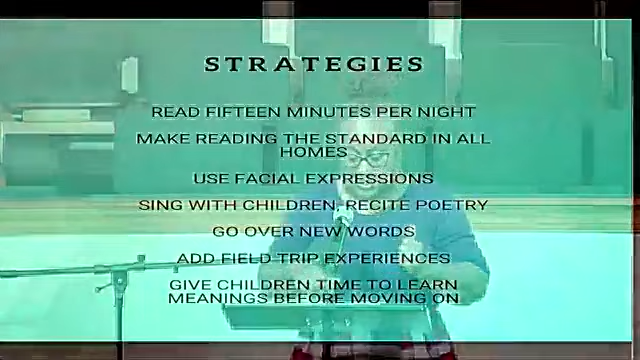 STRATEGIES
READ FIFTEEN MINUTES PER NIGHT
MAKE READING THE STANDARD IN ALL
HOMES
USE FACIAL EXPRESSIONS
SING WITH CHILDREN, RECITE POETRY
GO OVER NEW WORDS
ADD FIELD TRIP EXPERIENCES
GIVE CHILDREN TIME TO LEARN
MEANINGS BEFORE MOVING ON